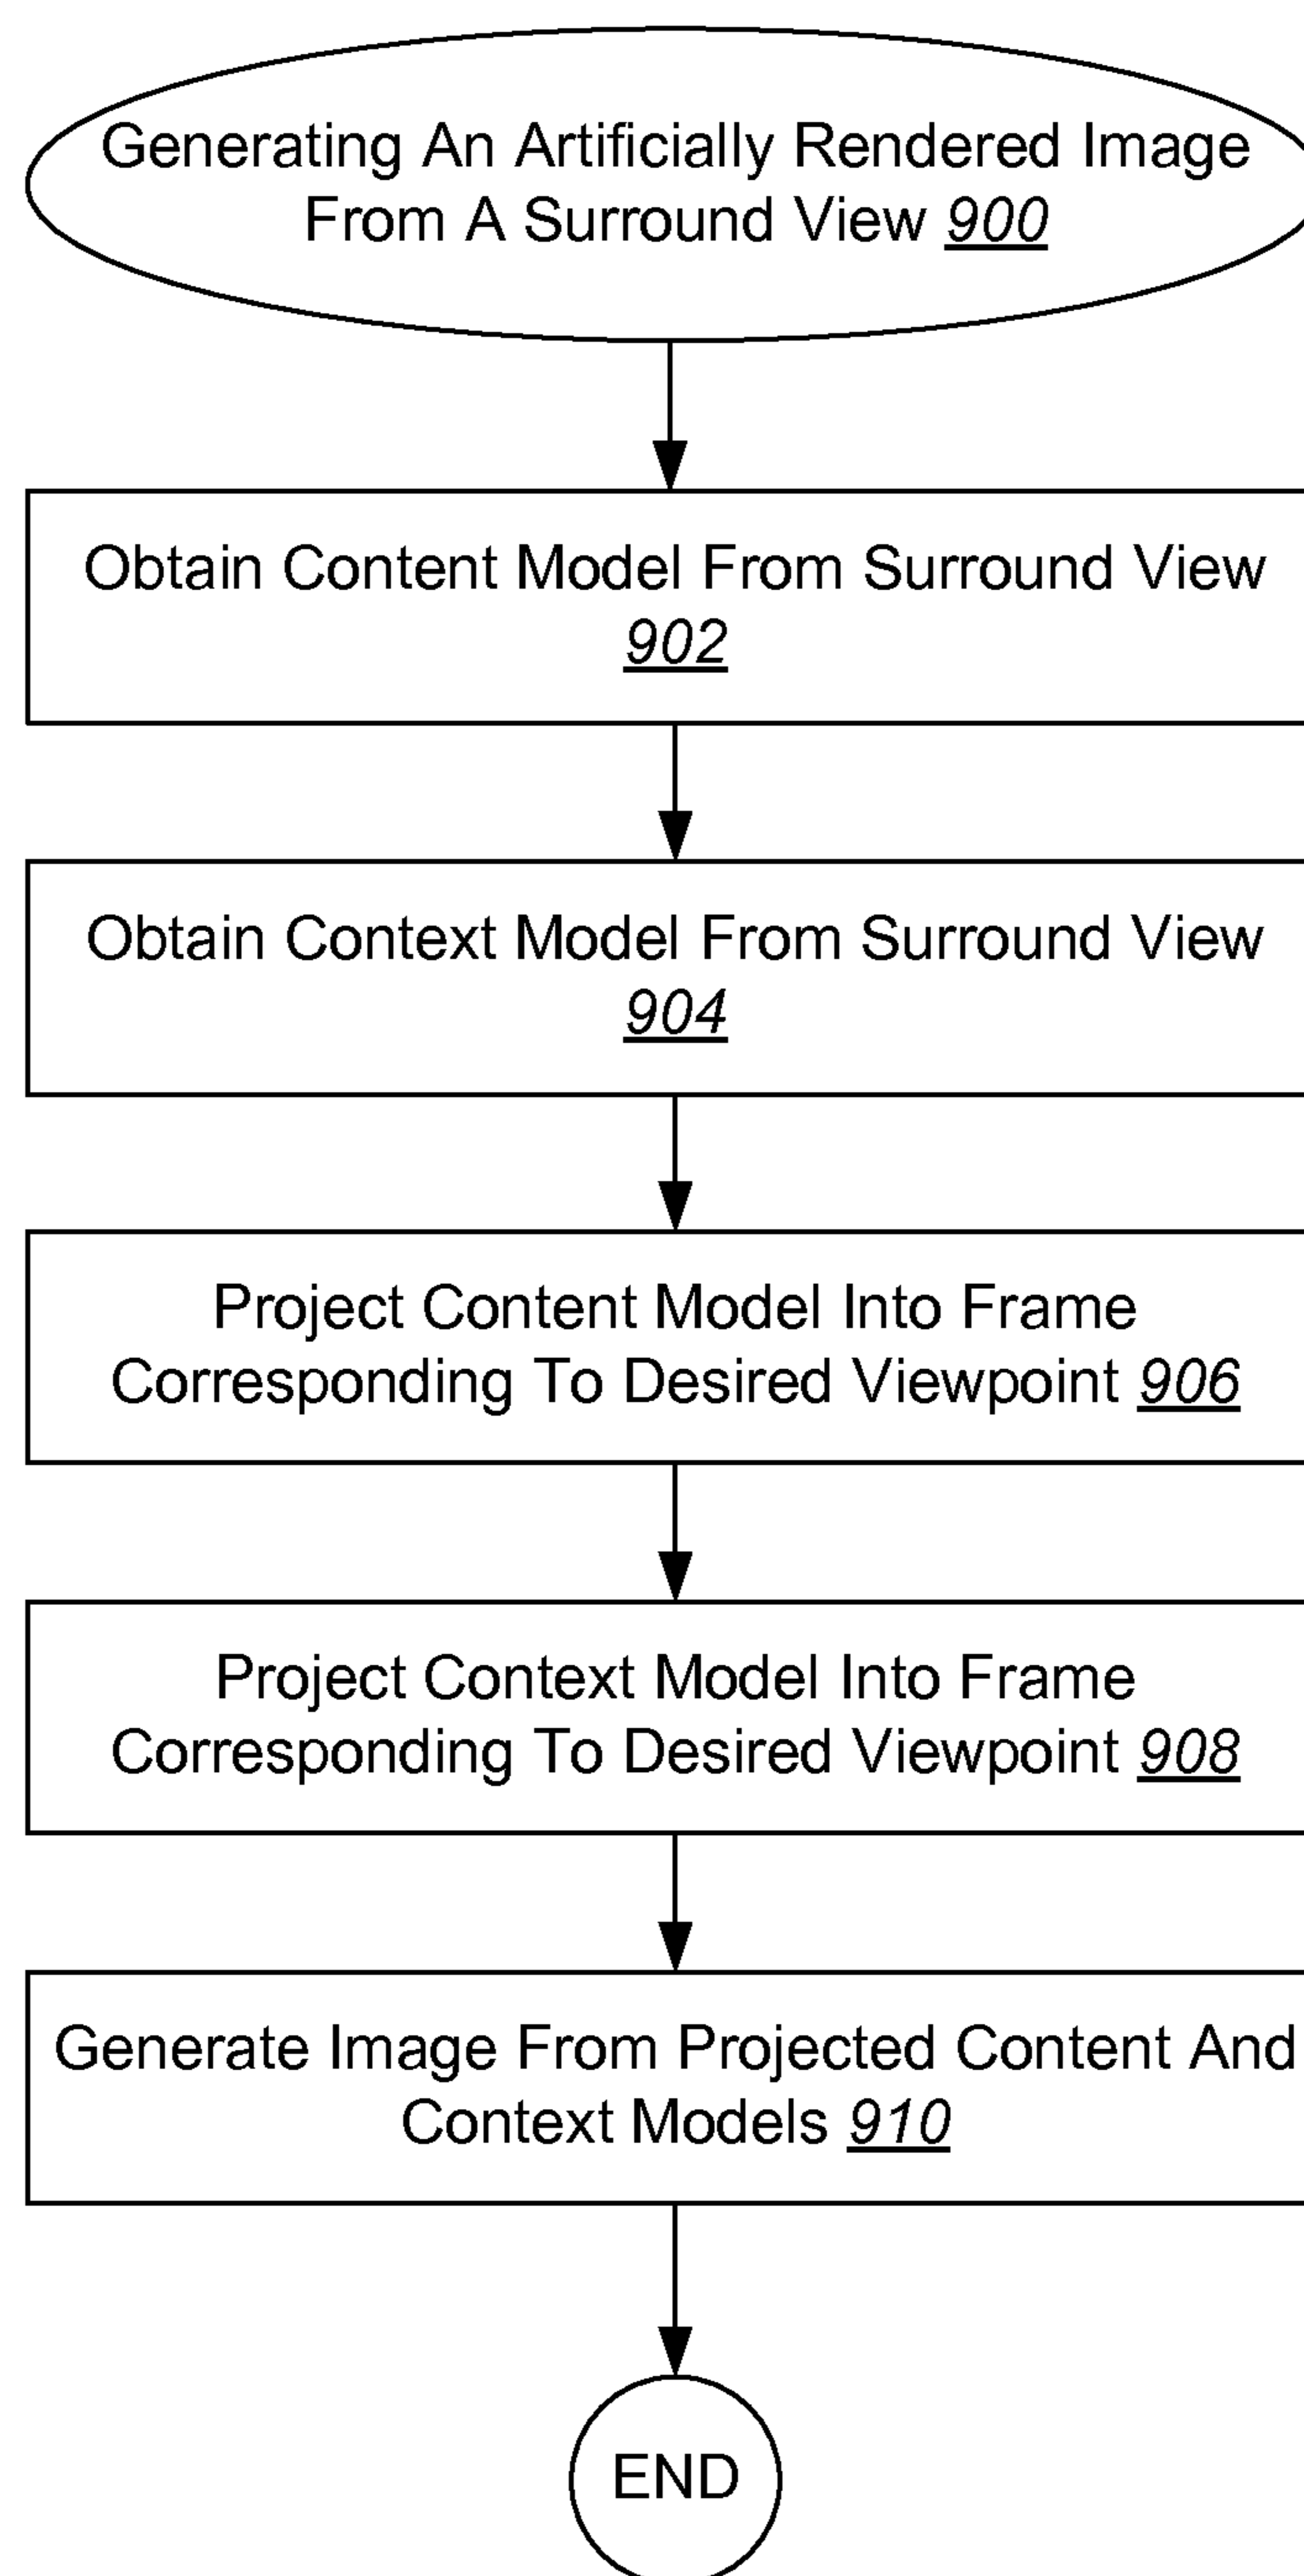 Generating An Artificially Rendered Image
From A Surround View 900
Obtain Content Model From Surround View
902
Obtain Context Model From Surround View
904
Project Content Model Into Frame
Corresponding To Desired Viewpoint 906
Project Context Model Into Frame
Corresponding To Desired Viewpoint 908
Generate Image From Projected Content And
Context Models 910
END